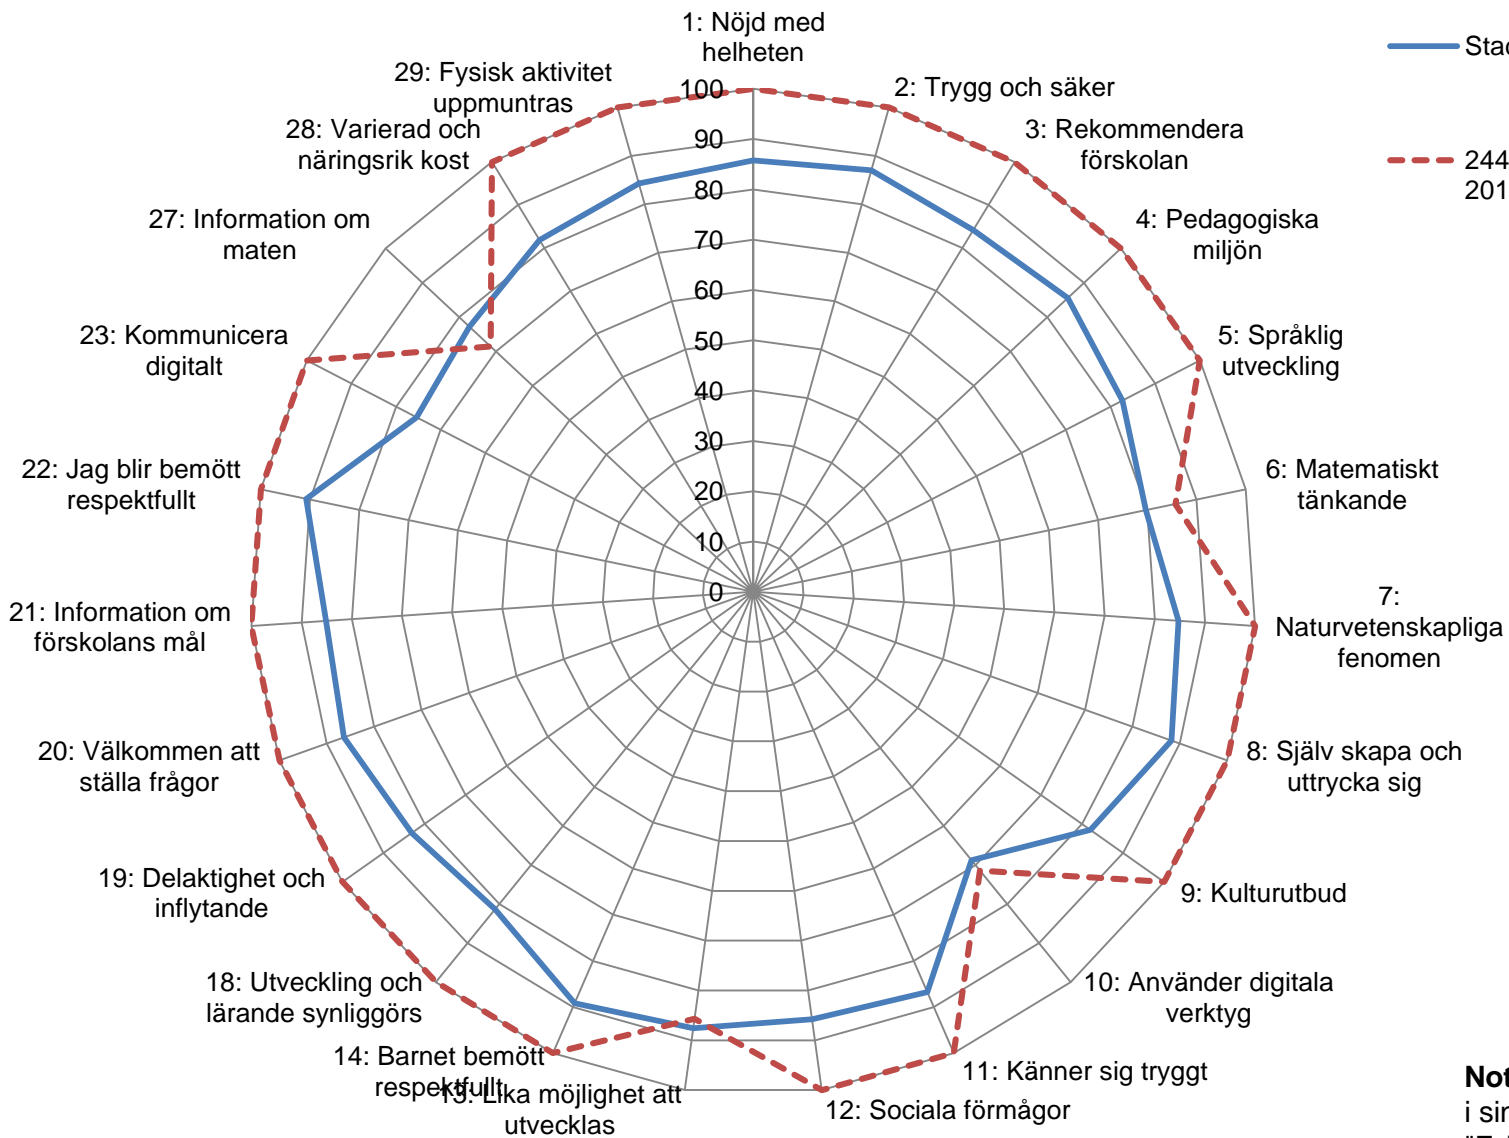 1: Nöjd med
helheten
2: Trygg och säker
3: Rekommendera
förskolan
4: Pedagogiska
miljön
5: Språklig
utveckling
6: Matematiskt
tänkande
7:
Naturvetenskapliga
fenomen
8: Själv skapa och
uttrycka sig
9: Kulturutbud
10: Använder digitala
verktyg
11: Känner sig tryggt
12: Sociala förmågor
13: Lika möjlighet att
utvecklas
14: Barnet bemött
respektfullt
18: Utveckling och
lärande synliggörs
19: Delaktighet och
inflytande
20: Välkommen att
ställa frågor
21: Information om
förskolans mål
22: Jag blir bemött
respektfullt
23: Kommunicera
digitalt
27: Information om
maten
28: Varierad och
näringsrik kost
29: Fysisk aktivitet
uppmuntras
100
90
80
70
60
50
40
30
20
10
0
244
201
i sin